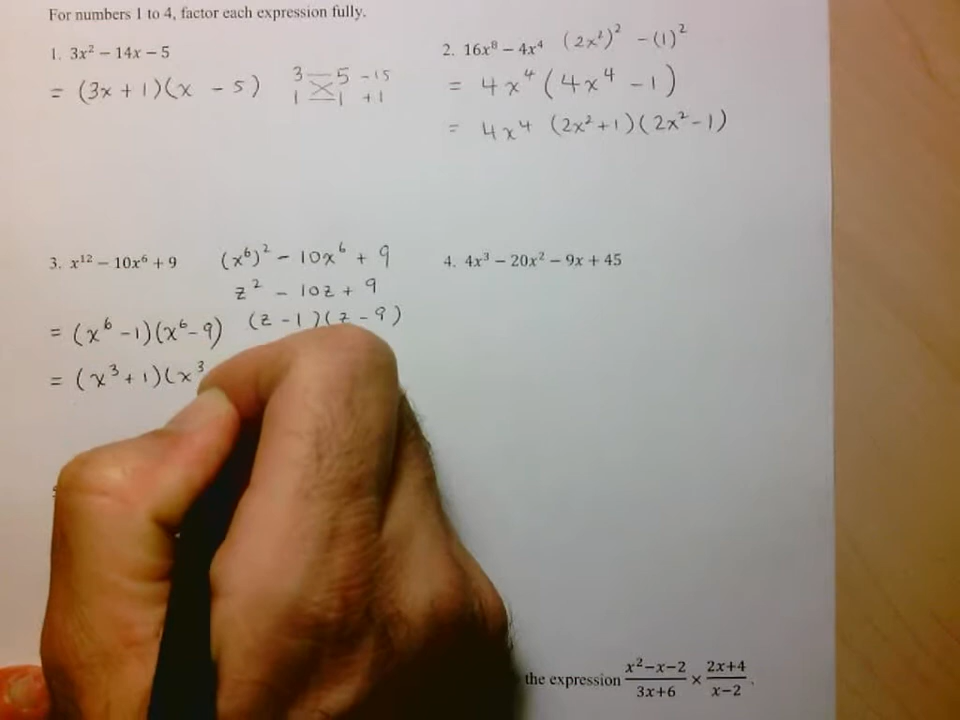 For numbers 1 to 4, factor each expression fully.
1. 3x² – 14x – 5
= (3x + 1)(x - 5)
3 5 -15
1 1 +1
2. 16x⁸ – 4x⁴ (2x²)² - (1)²
= 4x⁴ (4x⁴ - 1)
= 4x⁴ (2x² + 1)(2x² - 1)
3. x¹² – 10x⁶ + 9 (x⁶)² - 10x⁶ + 9
z² - 10z + 9
= (x⁶ - 1)(x⁶ - 9) (z - 1)(z - 9)
= (x³ + 1)(x³
4. 4x³ – 20x² – 9x + 45
the expression (x²−x−2)/(3x+6) × (2x+4)/(x−2) .